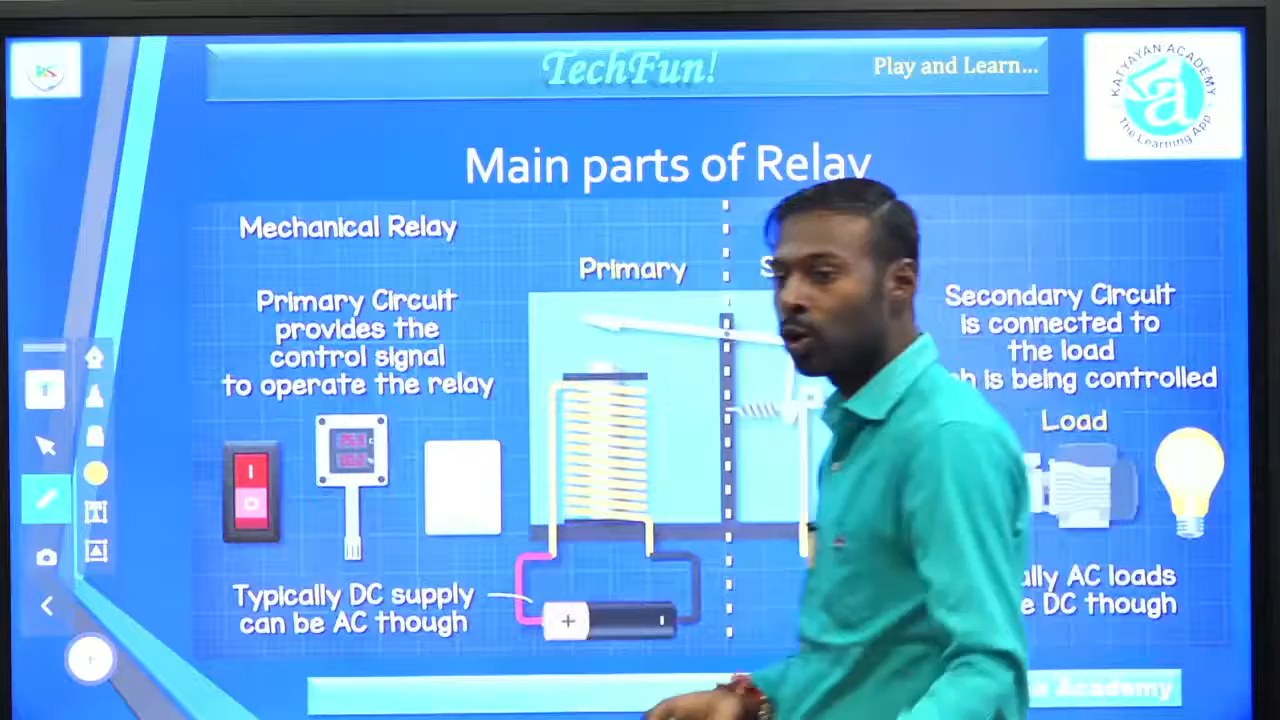 TechFun!
Play and Learn...
KATYAYAN ACADEMY
The Learning App
Main parts of Relay
Mechanical Relay
Primary
Primary Circuit
provides the
control signal
to operate the relay
Secondary Circuit
is connected to
the load
is being controlled
Load
Typically DC supply
can be AC though
AC loads
DC though
+
Academy